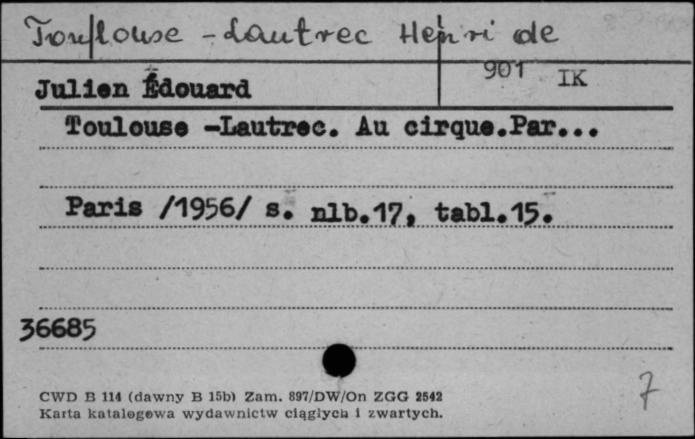 Toulouse - Lautrec Henri de
901 IK
Julien Édouard
Toulouse -Lautrec. Au cirque.Par...
Paris /1956/ s. nlb.17, tabl.15.
36685
7
CWD B 114 (dawny B 15b) Zam. 897/DW/On ZGG 2542
Karta katalogowa wydawnictw ciągłych i zwartych.